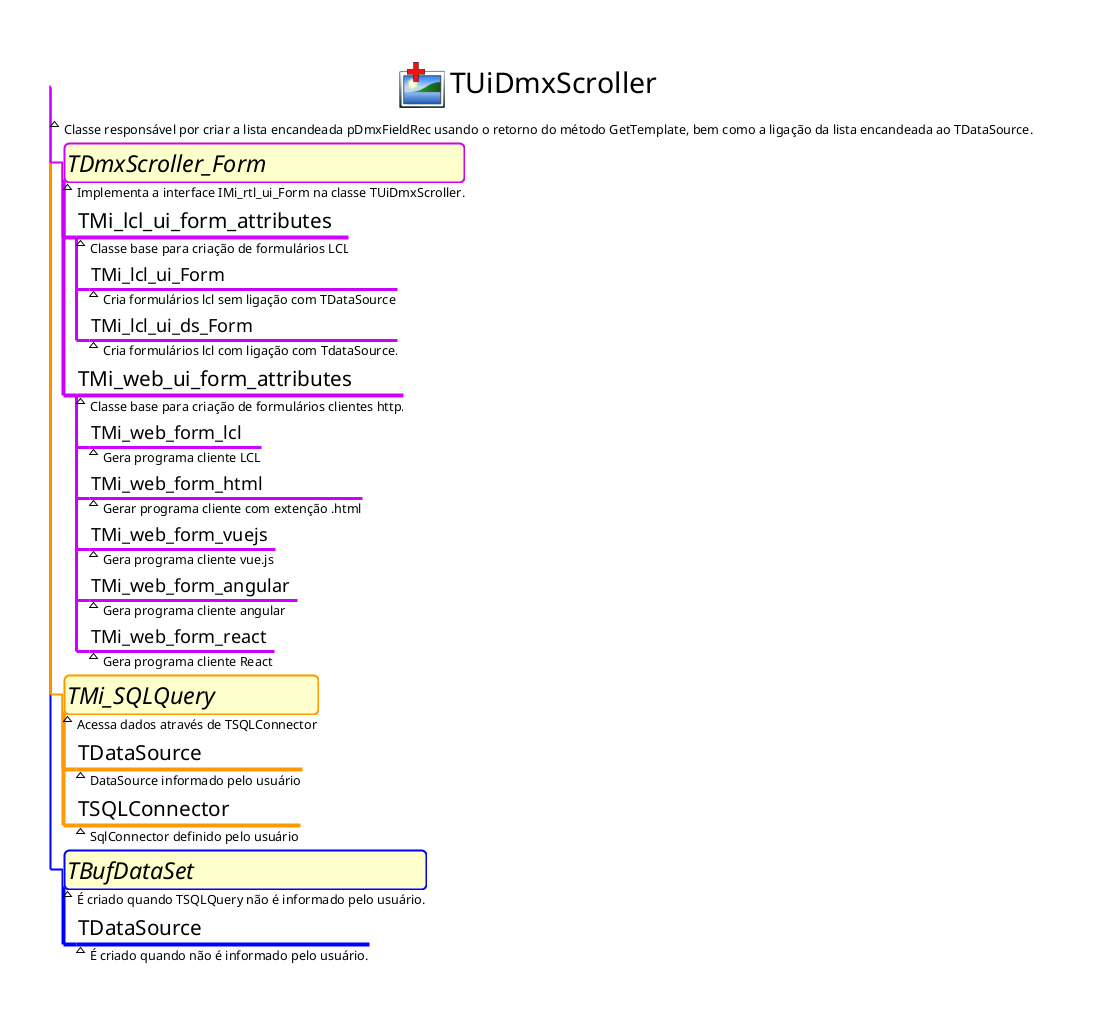 TUiDmxScroller
Classe responsável por criar a lista encandeada pDmxFieldRec usando o retorno do método GetTemplate, bem como a ligação da lista encandeada ao TDataSource.
TDmxScroller_Form
Implementa a interface IMi_rtl_ui_Form na classe TUiDmxScroller.
TMi_lcl_ui_form_attributes
Classe base para criação de formulários LCL
TMi_lcl_ui_Form
Cria formulários lcl sem ligação com TDataSource
TMi_lcl_ui_ds_Form
Cria formulários lcl com ligação com TdataSource.
TMi_web_ui_form_attributes
Classe base para criação de formulários clientes http.
TMi_web_form_lcl
Gera programa cliente LCL
TMi_web_form_html
Gerar programa cliente com extenção .html
TMi_web_form_vuejs
Gera programa cliente vue.js
TMi_web_form_angular
Gera programa cliente angular
TMi_web_form_react
Gera programa cliente React
TMi_SQLQuery
Acessa dados através de TSQLConnector
TDataSource
DataSource informado pelo usuário
TSQLConnector
SqlConnector definido pelo usuário
TBufDataSet
É criado quando TSQLQuery não é informado pelo usuário.
TDataSource
É criado quando não é informado pelo usuário.